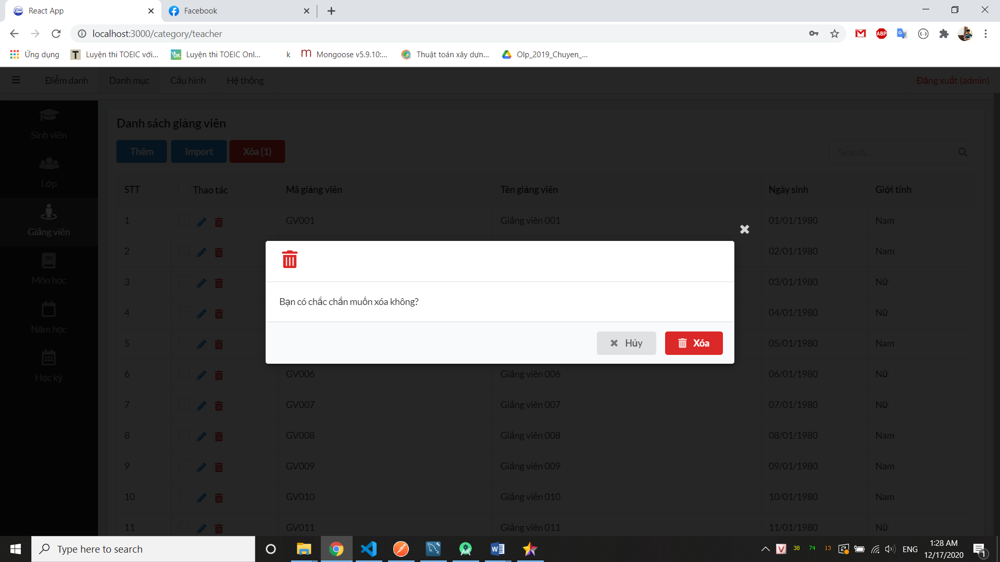 React App
Facebook
localhost:3000/category/teacher
ABP
Ứng dụng
T Luyện thi TOEIC với...
Luyện thi TOEIC Onl...
k
m Mongoose v5.9.10:...
Thuật toán xây dựn...
Olp_2019_Chuyen_...
Điểm danh
Danh mục
Cấu hình
Hệ thống
Đăng xuất (admin)
Sinh viên
Lớp
Giảng viên
Môn học
Năm học
Học kỳ
Danh sách giảng viên
Thêm
Import
Xóa (1)
Search...
STT Thao tác Mã giảng viên Tên giảng viên Ngày sinh Giới tính
1 GV001 Giảng viên 001 01/01/1980 Nam
2 02/01/1980 Nam
3 03/01/1980 Nữ
4 04/01/1980 Nữ
5 05/01/1980 Nam
6 GV006 Giảng viên 006 06/01/1980 Nữ
7 GV007 Giảng viên 007 07/01/1980 Nữ
8 GV008 Giảng viên 008 08/01/1980 Nam
9 GV009 Giảng viên 009 09/01/1980 Nam
10 GV010 Giảng viên 010 10/01/1980 Nam
11 GV011 Giảng viên 011 11/01/1980 Nữ
Bạn có chắc chắn muốn xóa không?
Hủy
Xóa
Type here to search
V
38
74
13
ENG
1:28 AM
12/17/2020
1